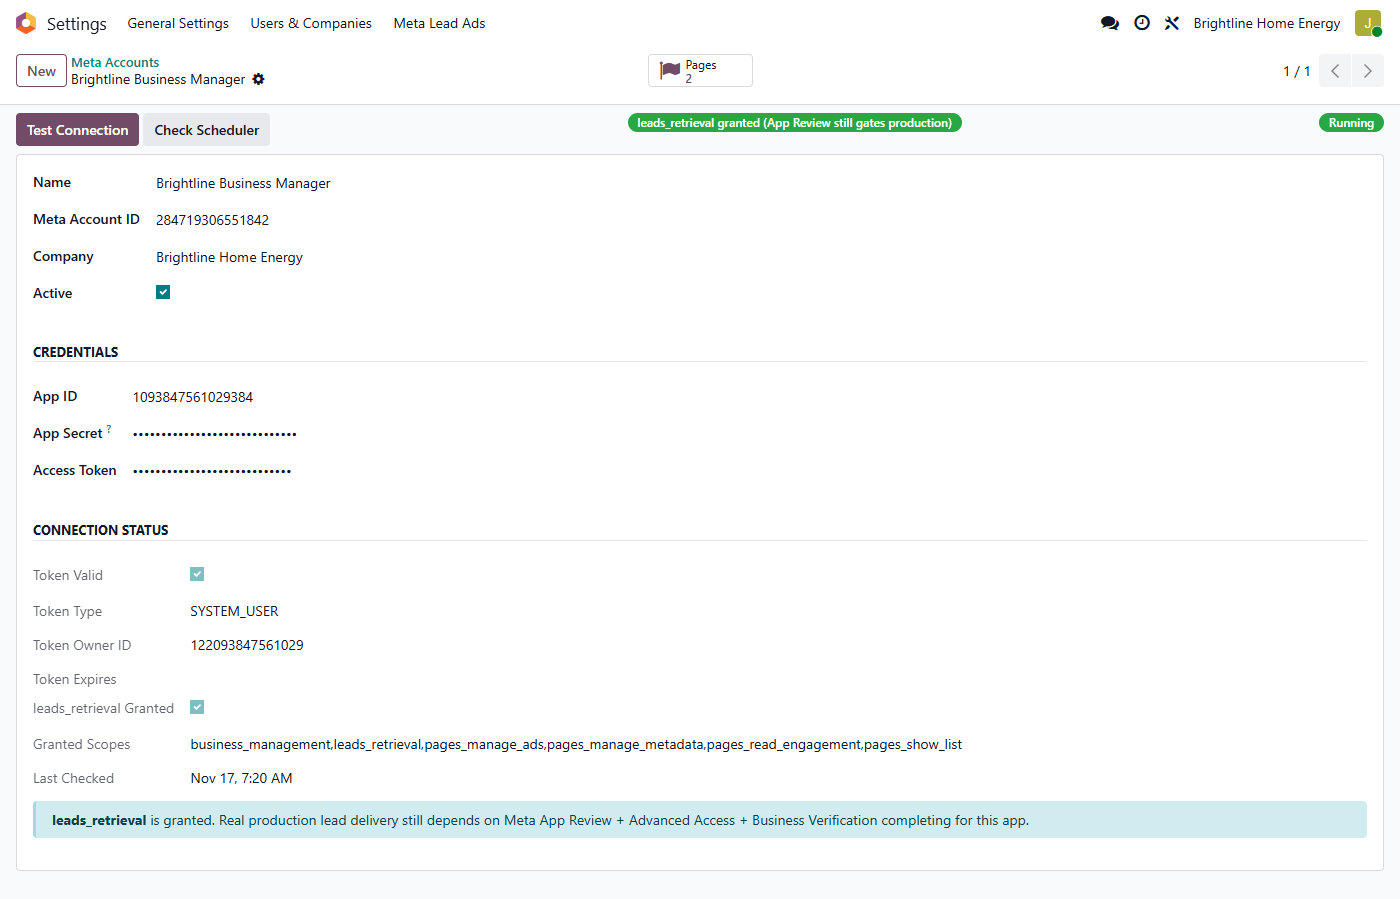 Settings General Settings Users & Companies Meta Lead Ads Brightline Home Energy J
New Meta Accounts
Brightline Business Manager
Pages
2
1 / 1
Test Connection Check Scheduler leads_retrieval granted (App Review still gates production) Running
Name Brightline Business Manager
Meta Account ID 284719306551842
Company Brightline Home Energy
Active
CREDENTIALS
App ID 1093847561029384
App Secret ? •••••••••••••••••••••••••••••
Access Token ••••••••••••••••••••••••••••
CONNECTION STATUS
Token Valid
Token Type SYSTEM_USER
Token Owner ID 122093847561029
Token Expires
leads_retrieval Granted
Granted Scopes business_management,leads_retrieval,pages_manage_ads,pages_manage_metadata,pages_read_engagement,pages_show_list
Last Checked Nov 17, 7:20 AM
leads_retrieval is granted. Real production lead delivery still depends on Meta App Review + Advanced Access + Business Verification completing for this app.